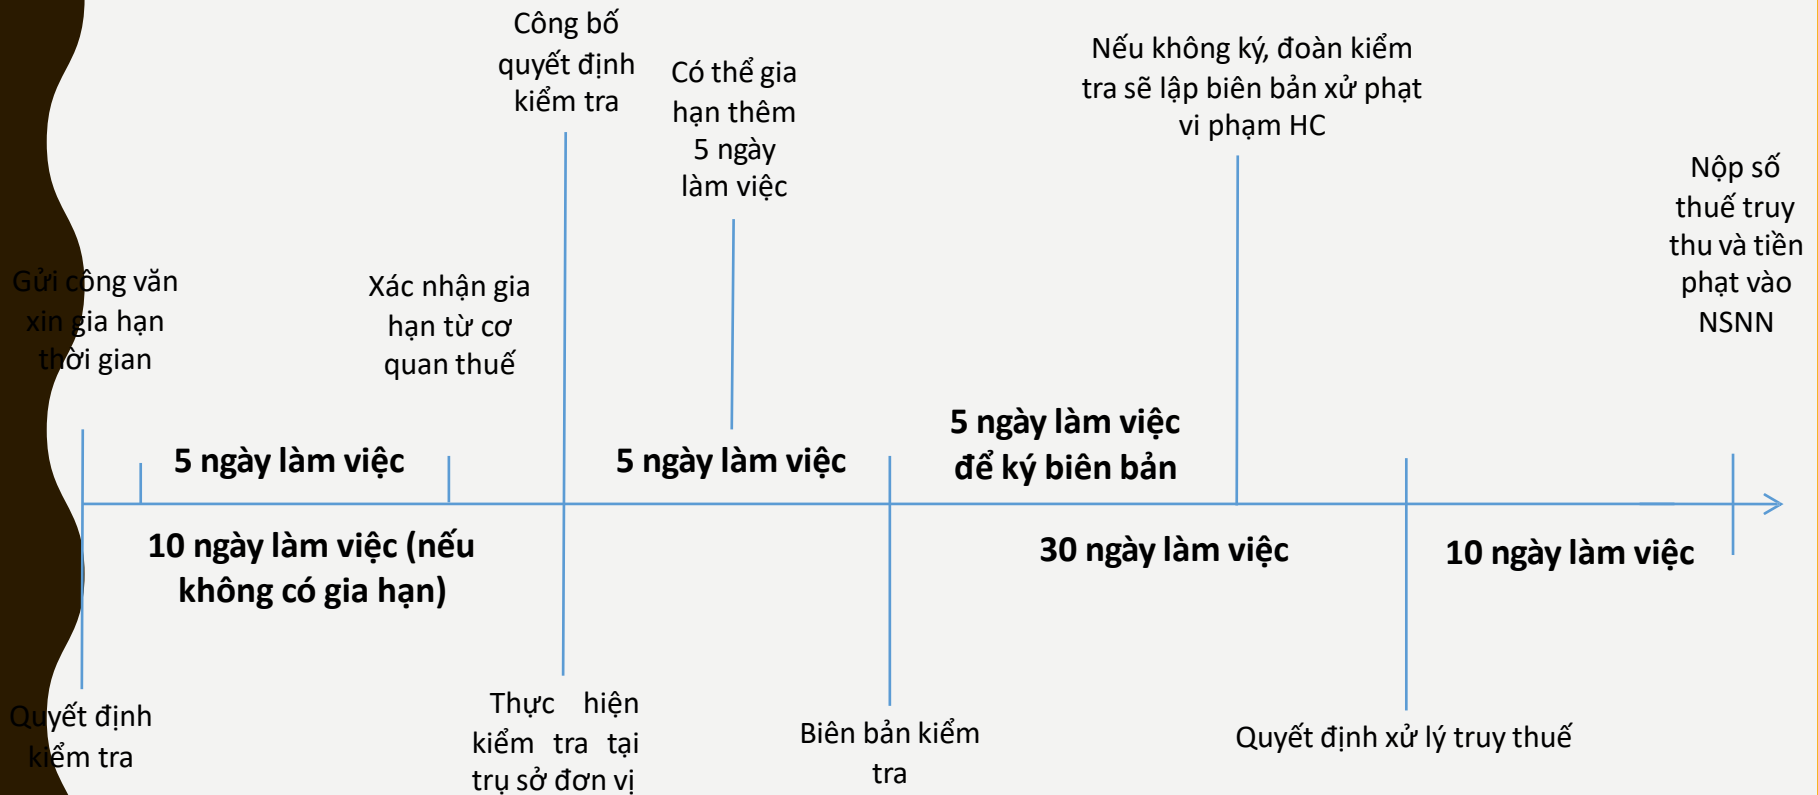 Công bố
quyết định
kiểm tra
Có thể gia
hạn thêm
5 ngày
làm việc
Nếu không ký, đoàn kiểm
tra sẽ lập biên bản xử phạt
vi phạm HC
Nộp số
thuế truy
thu và tiền
phạt vào
NSNN
Gửi công văn
xin gia hạn
thời gian
Xác nhận gia
hạn từ cơ
quan thuế
5 ngày làm việc
5 ngày làm việc
5 ngày làm việc
để ký biên bản
10 ngày làm việc (nếu
không có gia hạn)
30 ngày làm việc
10 ngày làm việc
Quyết định
kiểm tra
Thực hiện
kiểm tra tại
trụ sở đơn vị
Biên bản kiểm
tra
Quyết định xử lý truy thuế